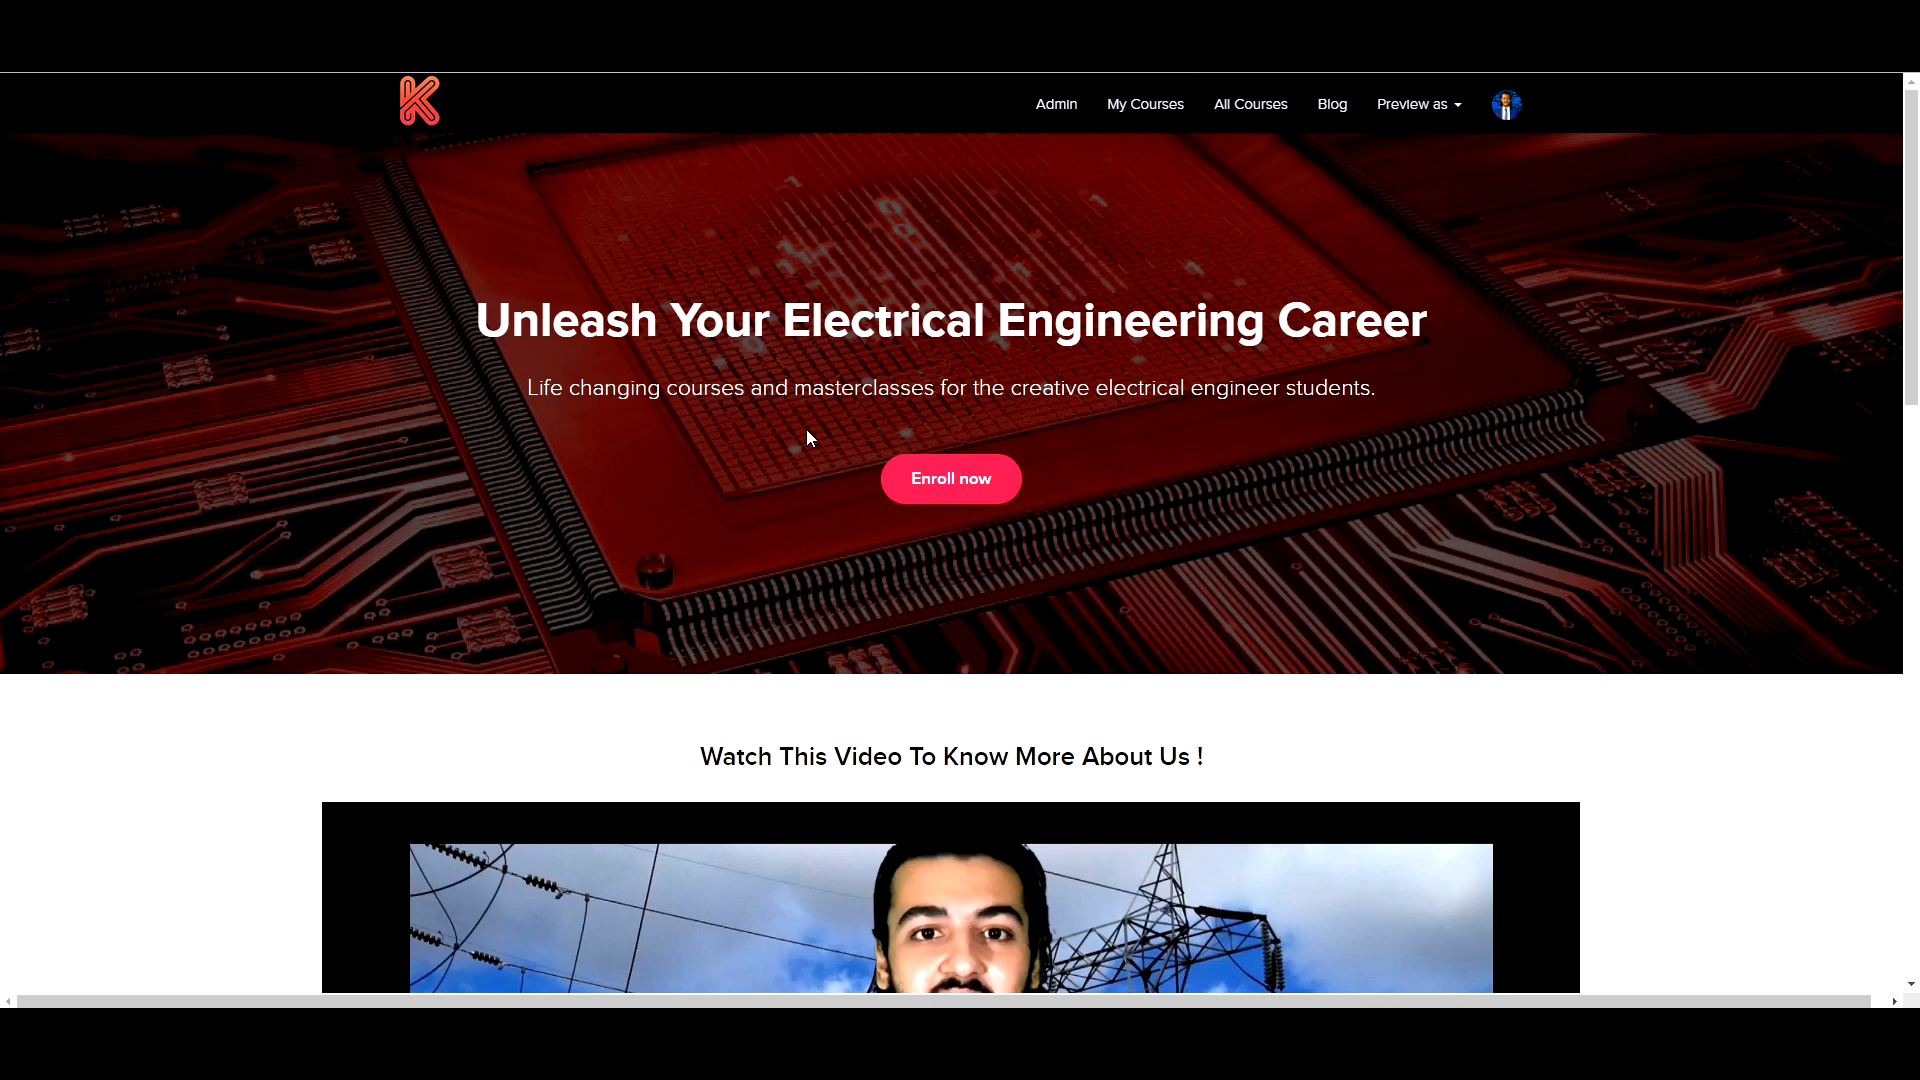 K
Admin
My Courses
All Courses
Blog
Preview as
Unleash Your Electrical Engineering Career
Life changing courses and masterclasses for the creative electrical engineer students.
Enroll now
Watch This Video To Know More About Us !